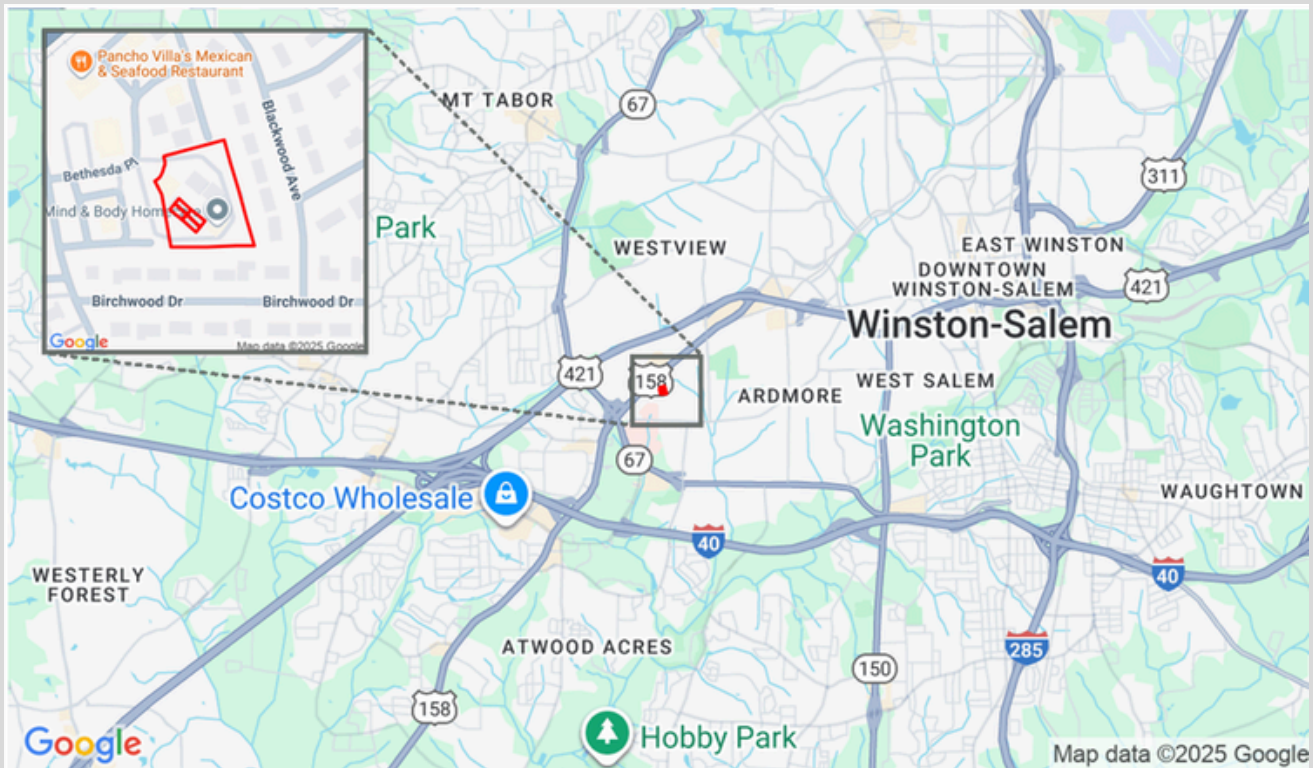 Pancho Villa's Mexican
& Seafood Restaurant
Blackwood Ave
Bethesda Pl
Mind & Body Hom
Birchwood Dr
Birchwood Dr
Google
Map data ©2025 Google
MT TABOR
67
311
Park
WESTVIEW
EAST WINSTON
DOWNTOWN
WINSTON-SALEM
421
Winston-Salem
421
158
ARDMORE
WEST SALEM
Washington
Park
67
Costco Wholesale
WAUGHTOWN
40
40
WESTERLY
FOREST
ATWOOD ACRES
285
150
158
Hobby Park
Google
Map data ©2025 Google